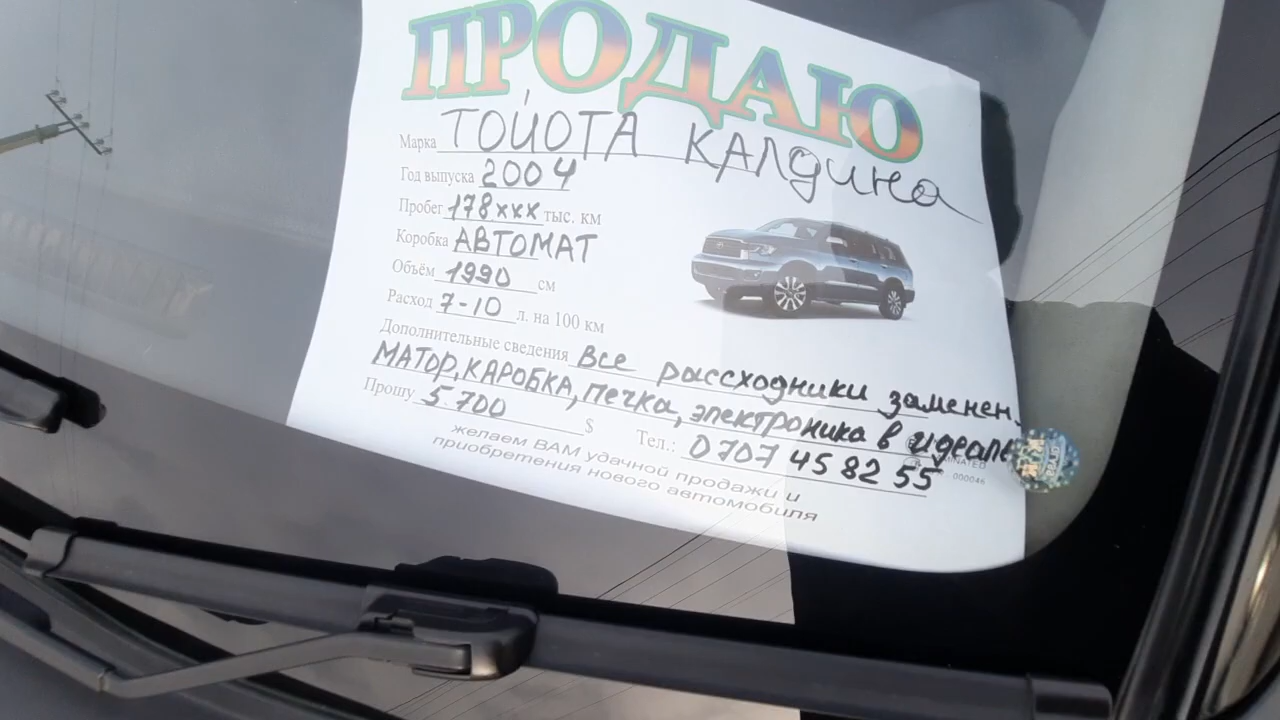 ПРОДАЮ
Марка ТОЙОТА КАЛДИНА
Год выпуска 2004
Пробег 178ххх тыс. км
Коробка АВТОМАТ
Объём 1990 см
Расход 7-10 л. на 100 км
Дополнительные сведения Все рассходники заменен.
МАТОР, КАРОБКА, печка, электроника в идеале
Прошу 5 700 $ Тел.: 0707 45 82 55
желаем ВАМ удачной продажи и
приобретения нового автомобиля
000046